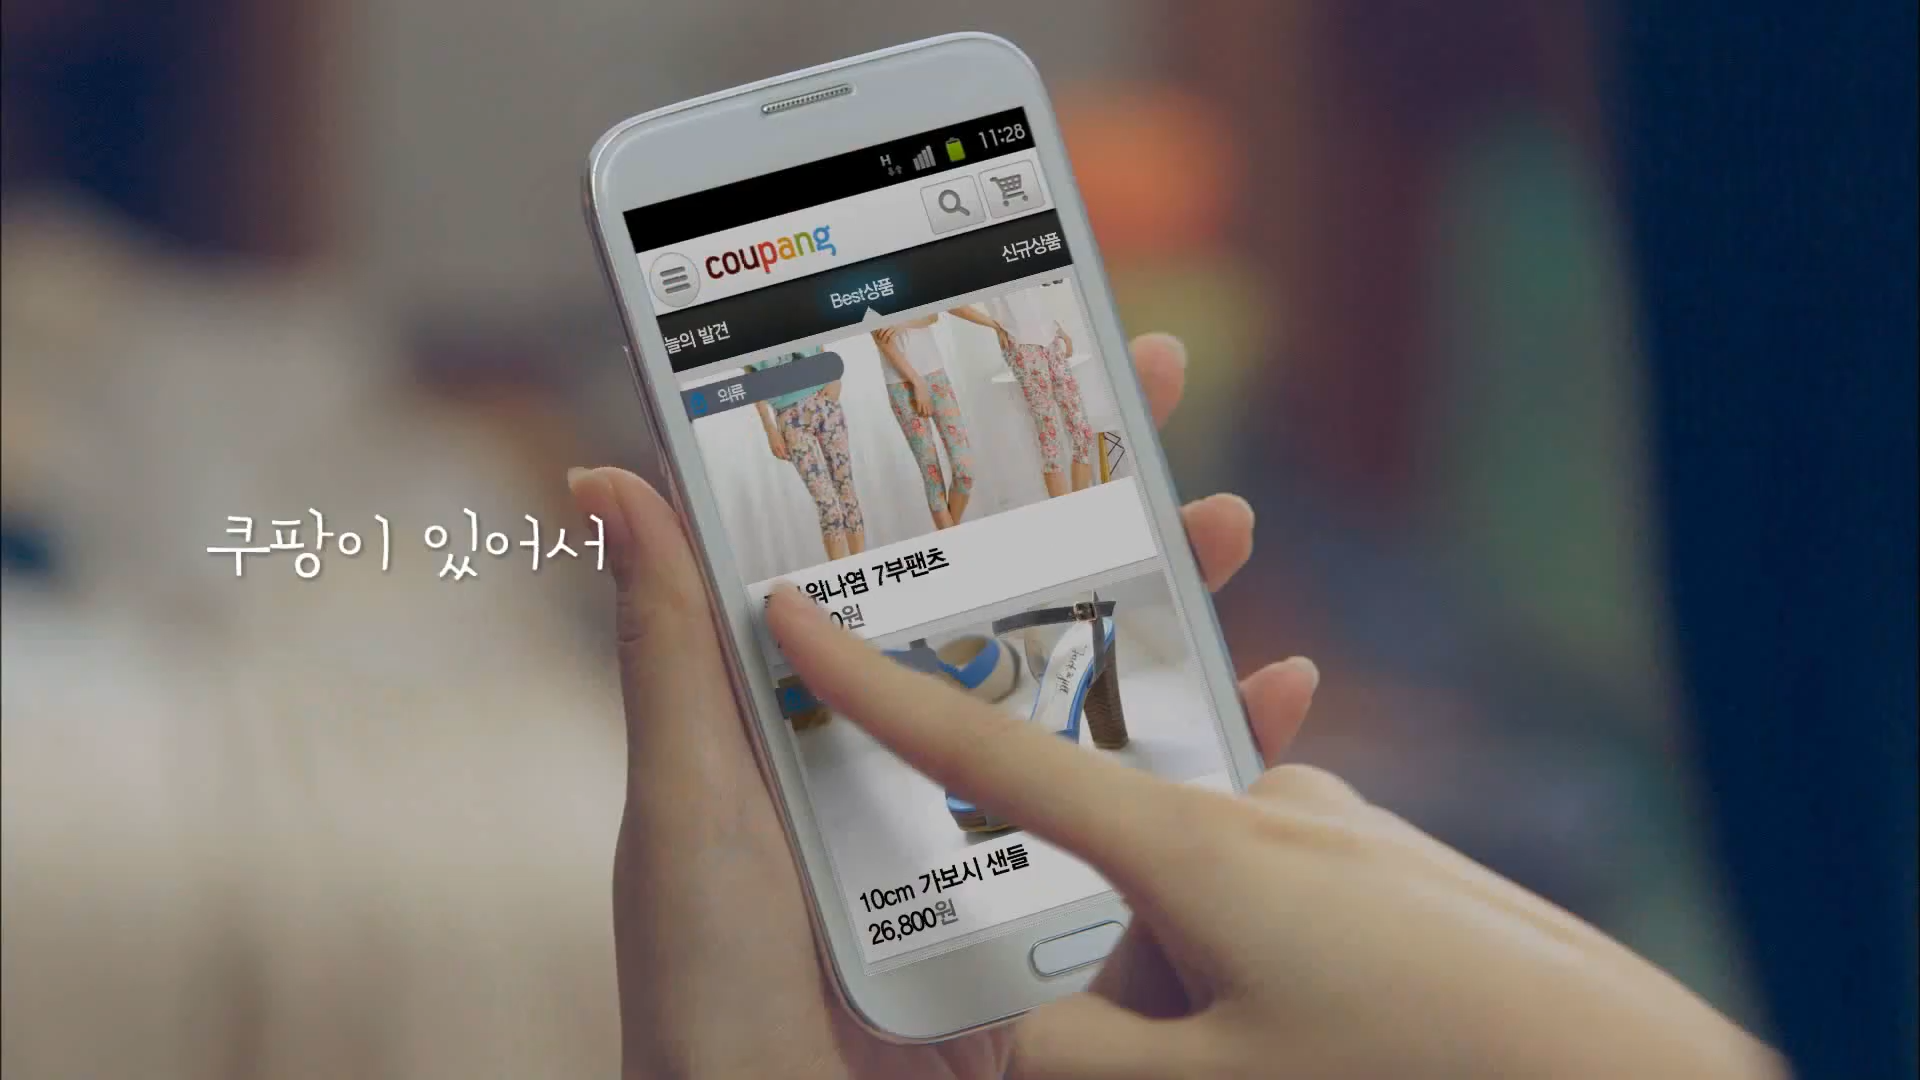 11:28
coupang
늘의 발견
Best상품
신규상품
의류
쿠팡이 있어서
워나염 7부팬츠
0원
10cm 가보시 샌들
26,800원